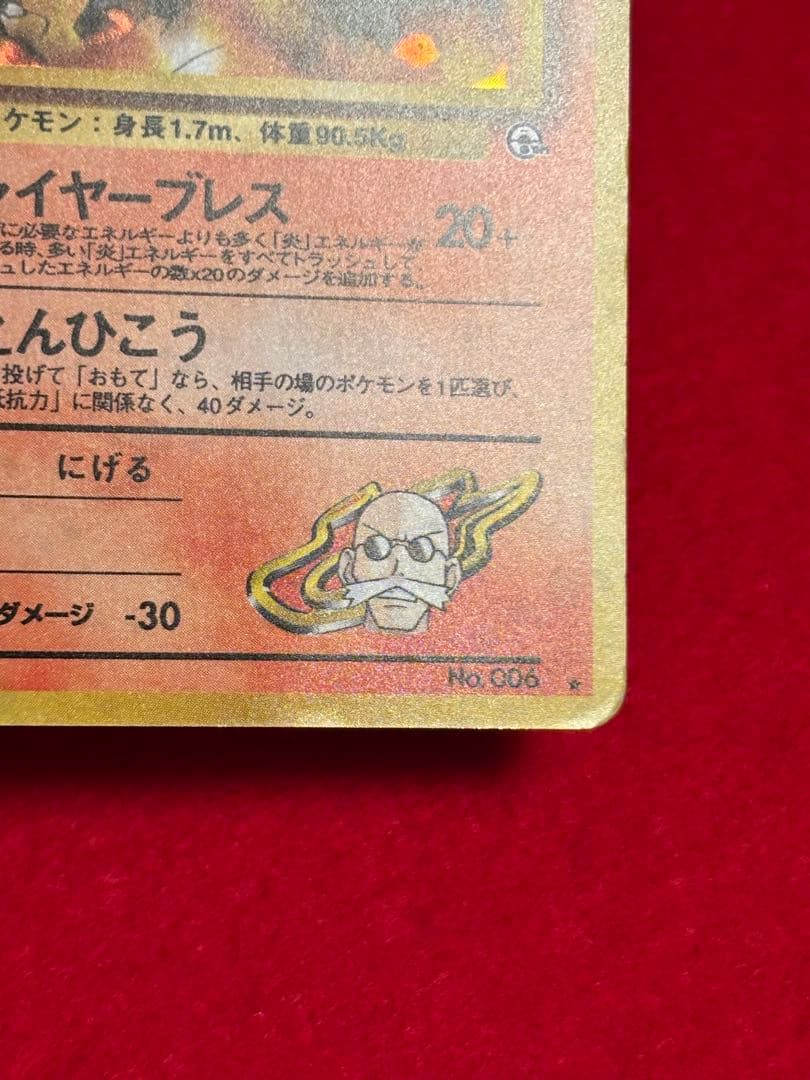 ケモン：身長1.7m、体重90.5Kg
ァイヤーブレス 20+
に必要なエネルギーよりも多く「炎」エネルギーが
る時、多い「炎」エネルギーをすべてトラッシュして、
ュしたエネルギーの数x20のダメージを追加する。
とんひこう
投げて「おもて」なら、相手の場のポケモンを1匹選び、
抵抗力」に関係なく、40ダメージ。
にげる
ダメージ -30
No. 006 ★